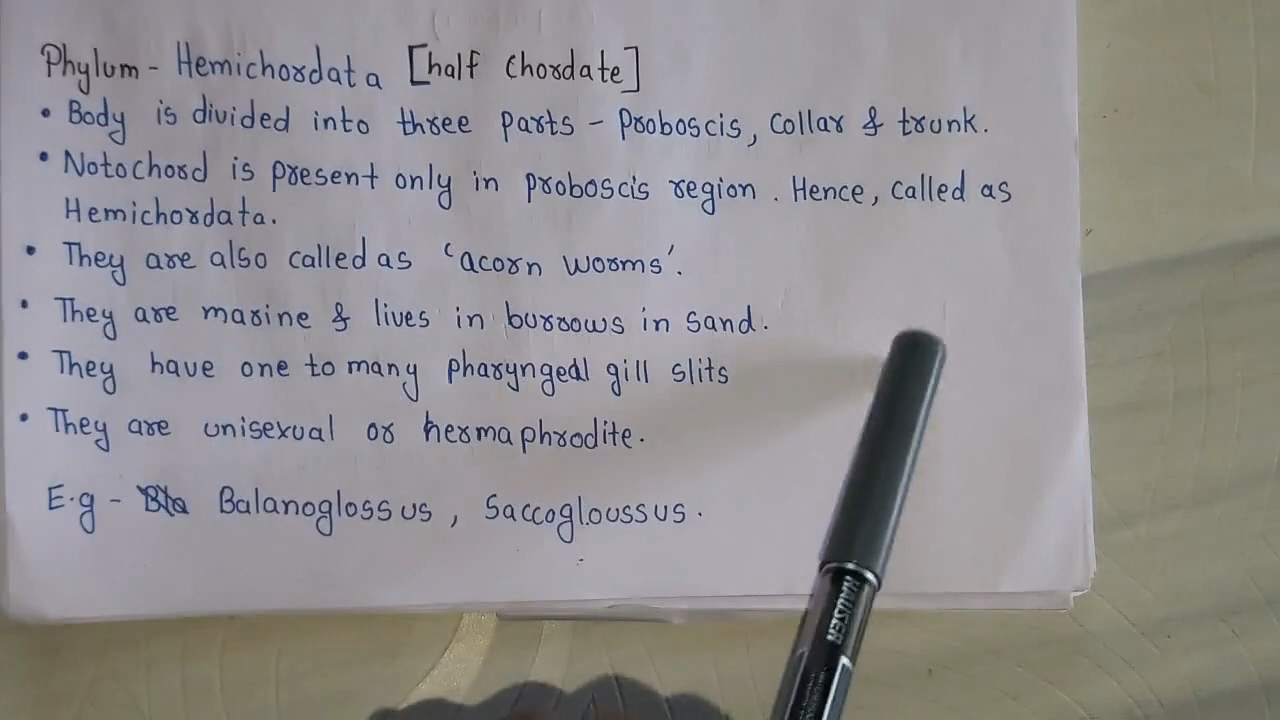 Phylum - Hemichordata [half Chordate]
• Body is divided into three parts - Proboscis, Collar & trunk.
• Notochord is present only in proboscis region. Hence, called as
Hemichordata.
• They are also called as 'acorn worms'.
• They are marine & lives in burrows in sand.
• They have one to many pharyngeal gill slits
• They are unisexual or hermaphrodite.
E.g - Balanoglossus, Saccogloussus.
HAUSER